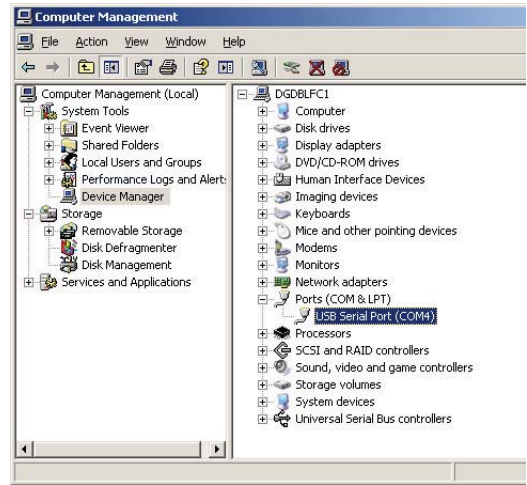 Computer Management
File Action View Window Help
Computer Management (Local)
System Tools
Event Viewer
Shared Folders
Local Users and Groups
Performance Logs and Alert
Device Manager
Storage
Removable Storage
Disk Defragmenter
Disk Management
Services and Applications
DGDBLFC1
Computer
Disk drives
Display adapters
DVD/CD-ROM drives
Human Interface Devices
Imaging devices
Keyboards
Mice and other pointing devices
Modems
Monitors
Network adapters
Ports (COM & LPT)
USB Serial Port (COM4)
Processors
SCSI and RAID controllers
Sound, video and game controllers
Storage volumes
System devices
Universal Serial Bus controllers